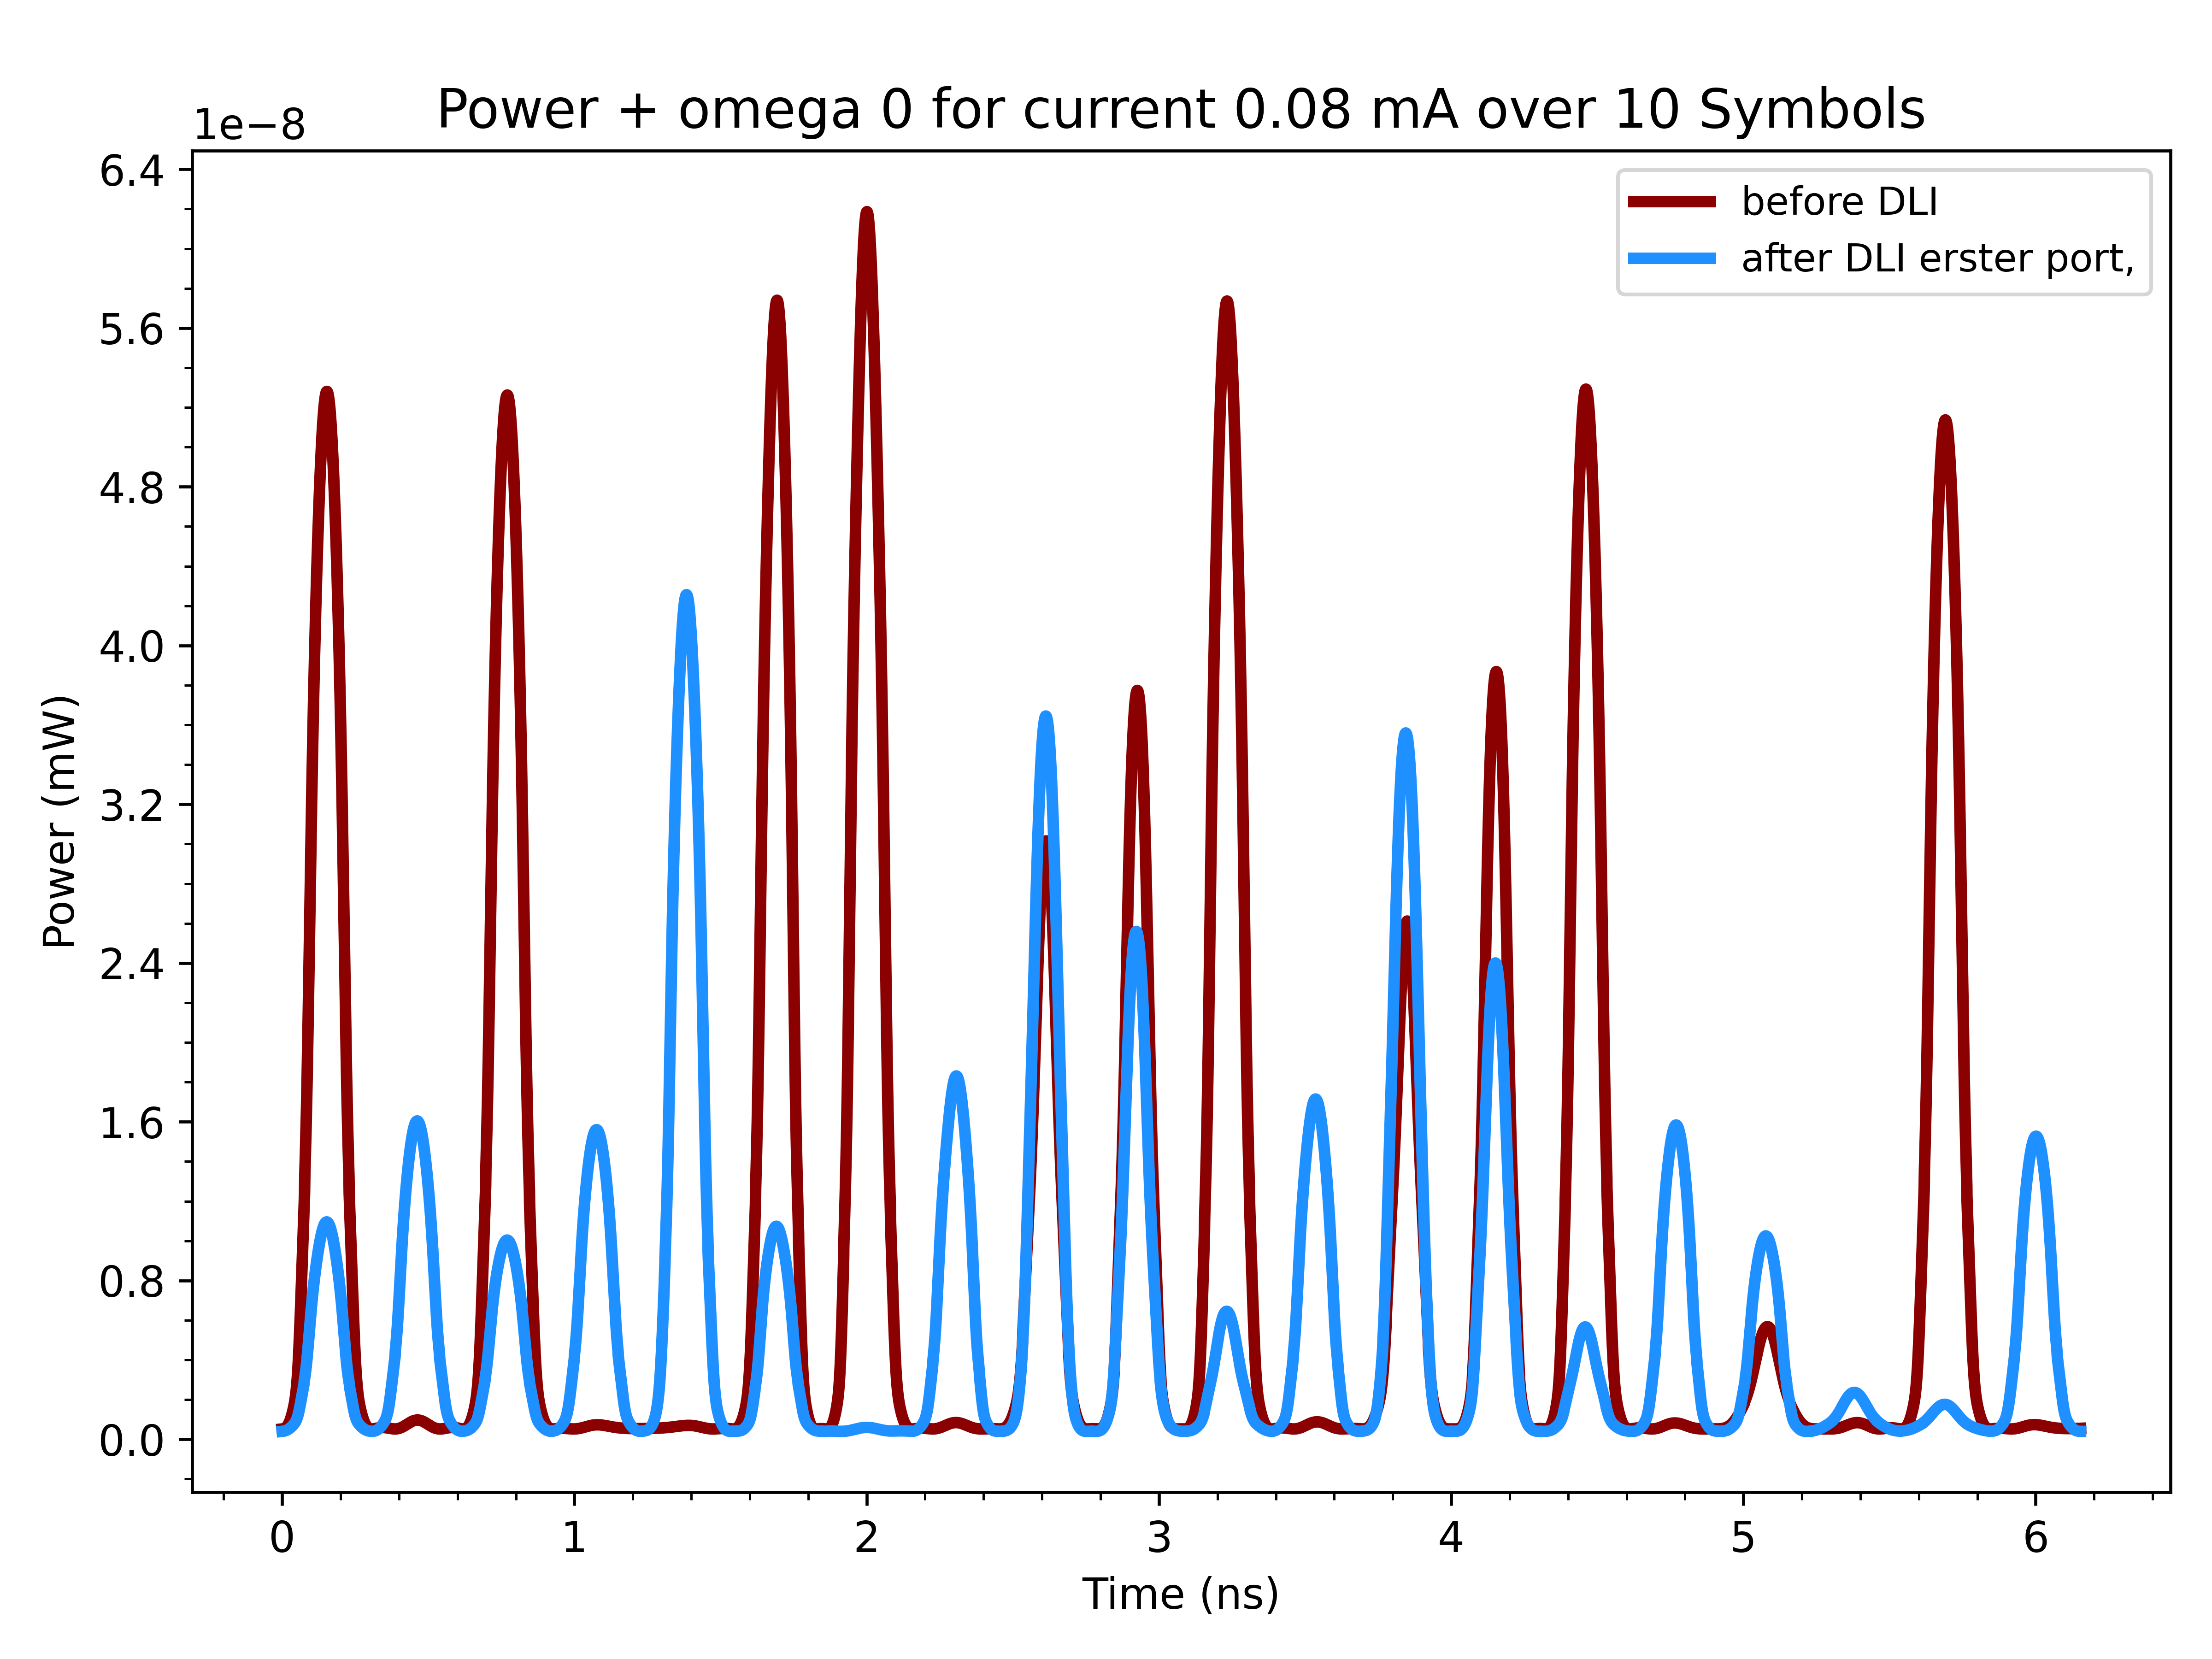 Power + omega 0 for current 0.08 mA over 10 Symbols
1e−8
6.4
5.6
4.8
4.0
3.2
2.4
1.6
0.8
0.0
Power (mW)
before DLI
after DLI erster port,
0 1 2 3 4 5 6
Time (ns)